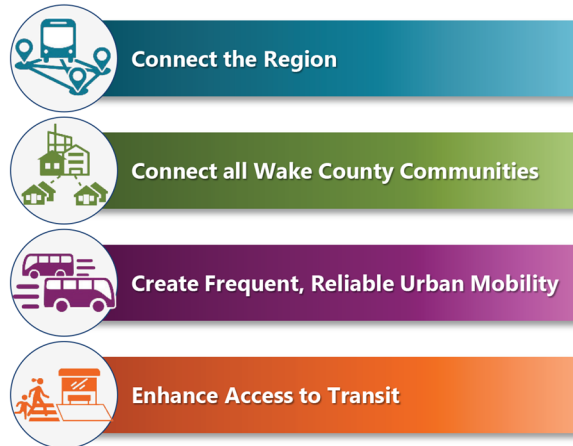 Connect the Region
Connect all Wake County Communities
Create Frequent, Reliable Urban Mobility
Enhance Access to Transit